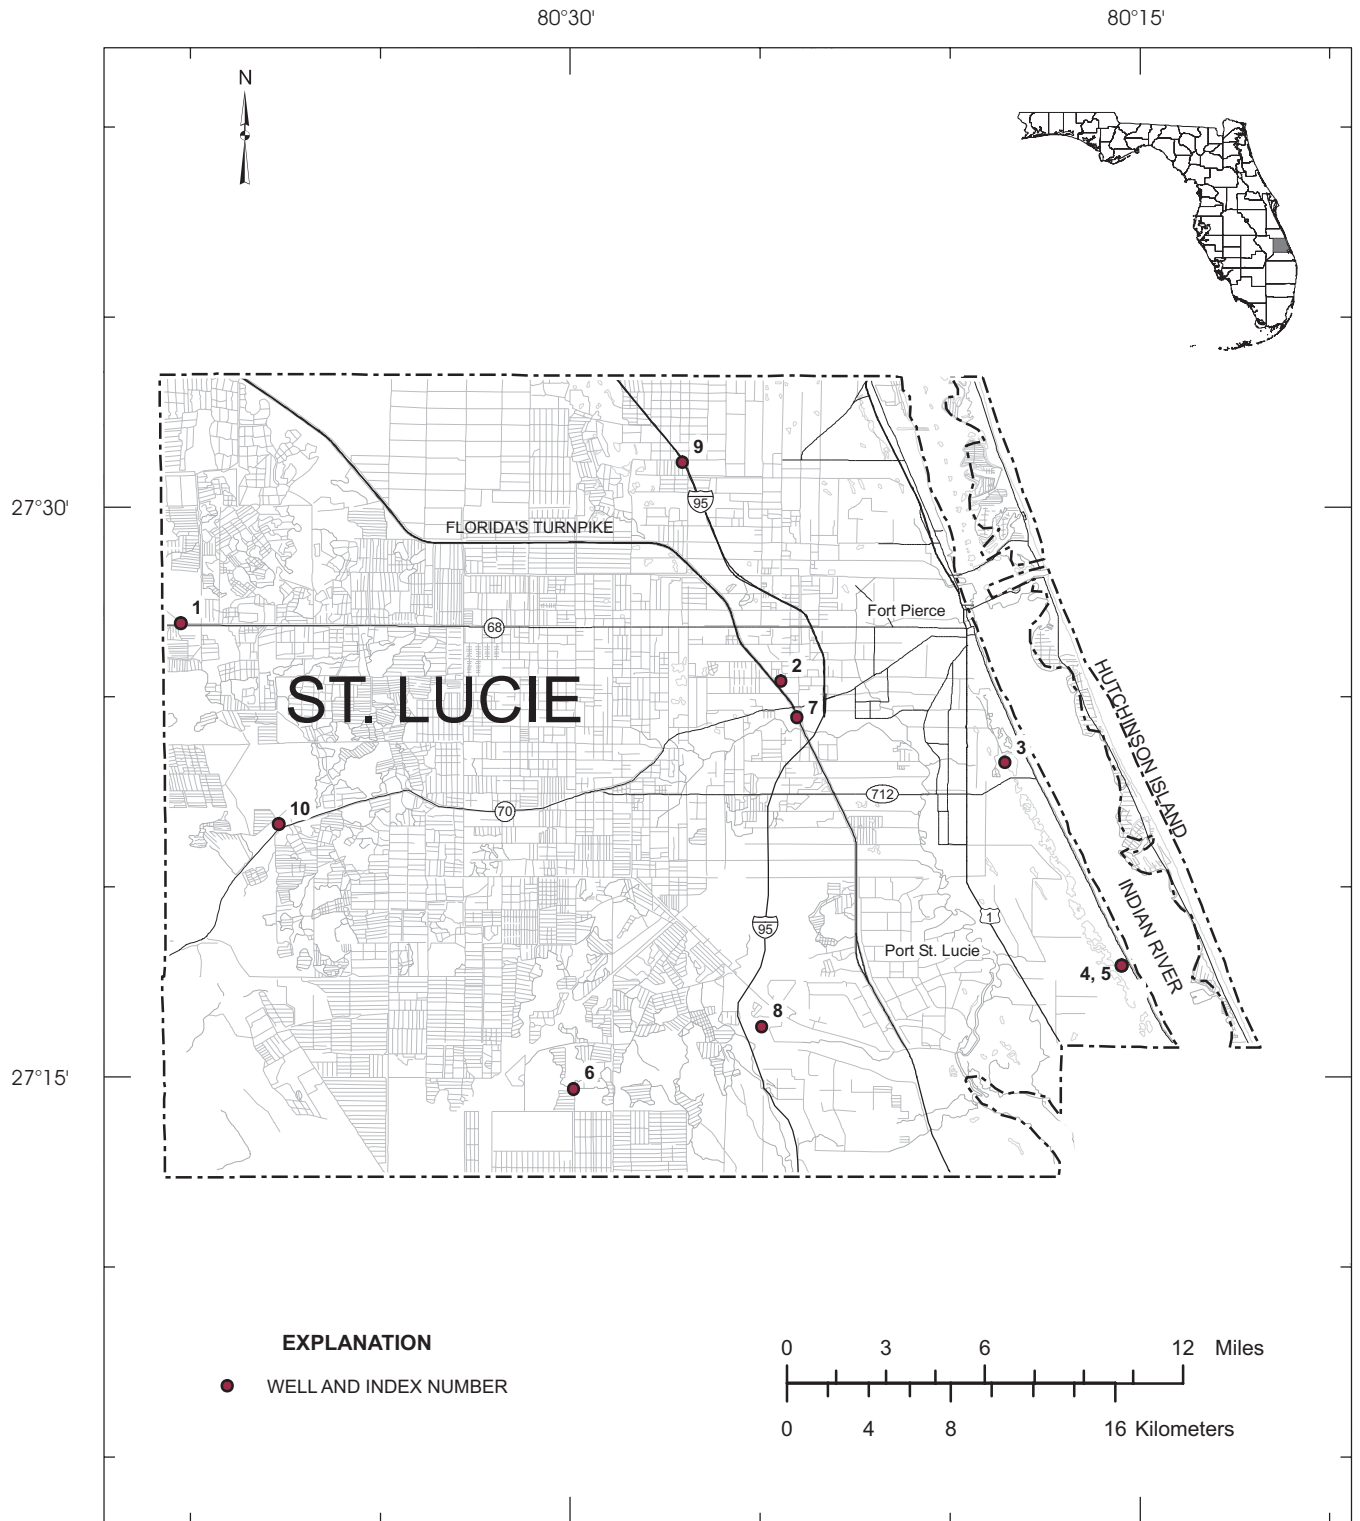 80°30'
80°15'
N
9
95
27°30'
FLORIDA'S TURNPIKE
1
Fort Pierce
68
2
HUTCHINSON ISLAND
ST. LUCIE
7
3
712
10
70
INDIAN RIVER
1
95
Port St. Lucie
4, 5
8
27°15'
6
EXPLANATION
WELL AND INDEX NUMBER
0 3 6 12 Miles
0 4 8 16 Kilometers